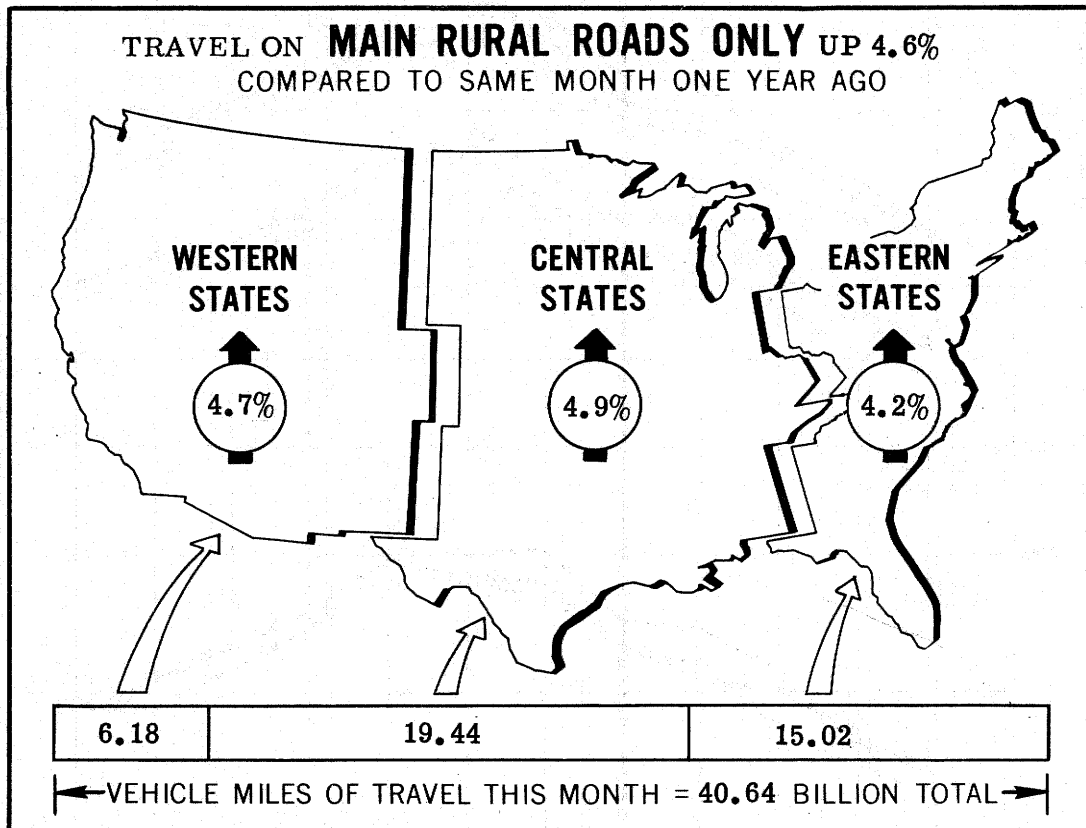 TRAVEL ON MAIN RURAL ROADS ONLY UP 4.6%
COMPARED TO SAME MONTH ONE YEAR AGO
WESTERN
STATES
4.7%
CENTRAL
STATES
4.9%
EASTERN
STATES
4.2%
6.18 19.44 15.02
VEHICLE MILES OF TRAVEL THIS MONTH = 40.64 BILLION TOTAL